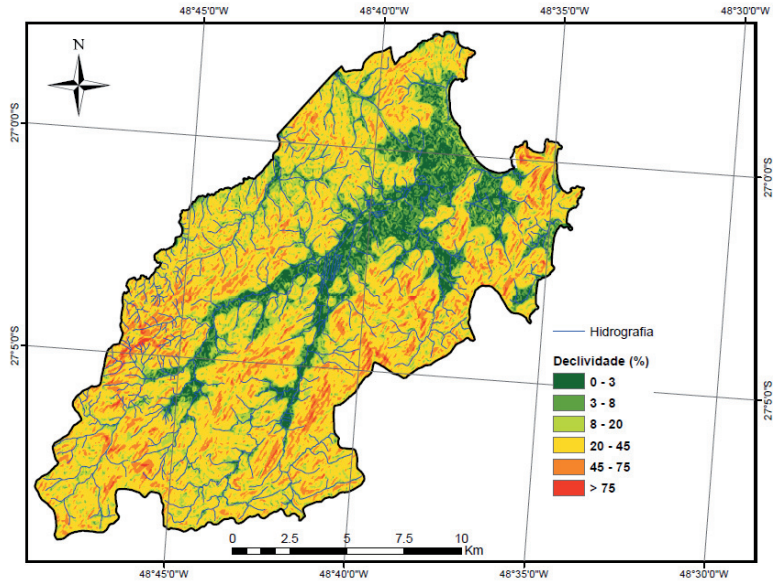 48°45'0"W 48°40'0"W 48°35'0"W 48°30'0"W
N
27°0'0"S
27°0'0"S
27°5'0"S
27°5'0"S
Hidrografia
Declividade (%)
0 - 3
3 - 8
8 - 20
20 - 45
45 - 75
> 75
0 2.5 5 7.5 10
Km
48°45'0"W 48°40'0"W 48°35'0"W 48°30'0"W